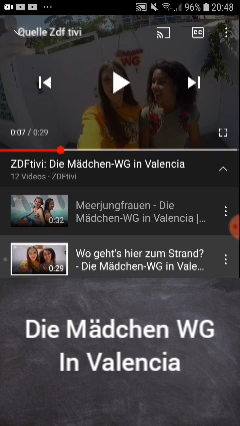 96% 20:48
Quelle Zdf tivi
WG
0:07 / 0:29
ZDFtivi: Die Mädchen-WG in Valencia
12 Videos · ZDFtivi
Meerjungfrauen - Die
Mädchen-WG in Valencia |...
0:32
Wo geht's hier zum Strand?
- Die Mädchen-WG in Vale...
0:29
Die Mädchen WG
In Valencia